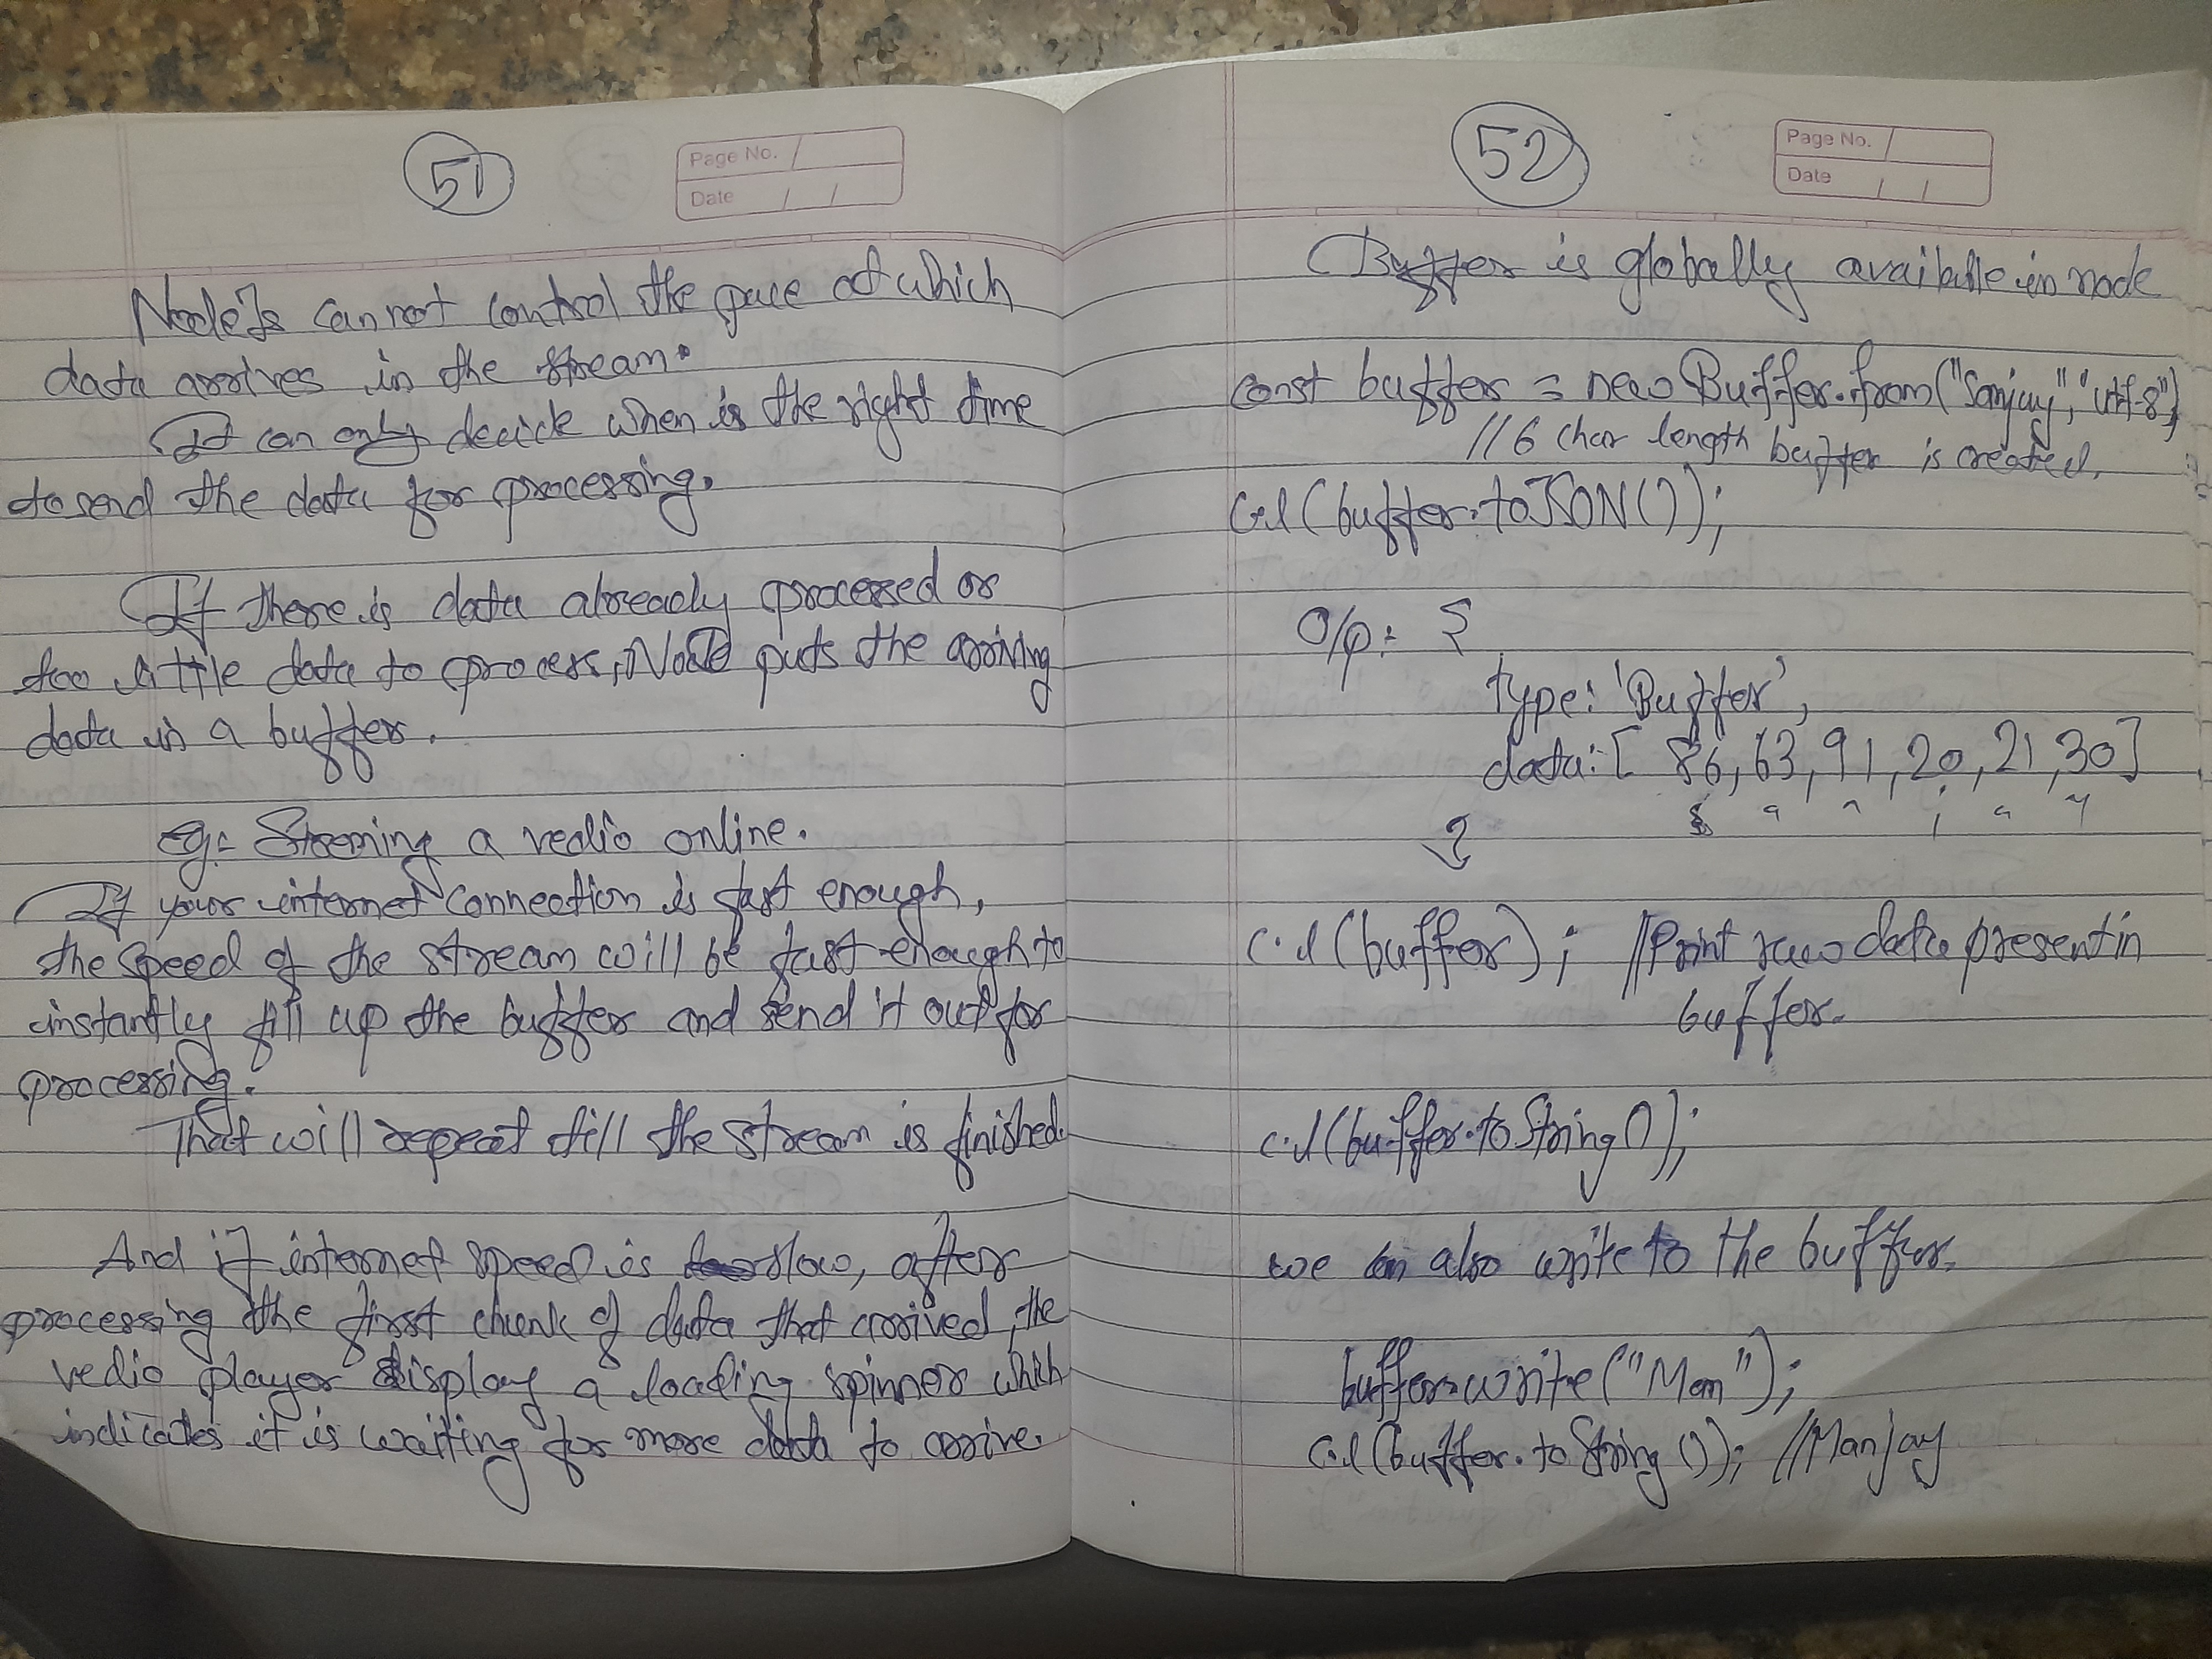 51
Page No.
Date / /
NodeJs cannot control the pace at which
data arrives in the stream.
It can only decide when is the right time
to send the data for processing.
If there is data already processed or
too little data to process, Node puts the arriving
data in a buffer.
eg:- Streeming a vedio online.
If your internet connection is fast enough,
the speed of the stream will be fast enough to
instantly fill up the buffer and send it out for
processing.
That will repeat till the stream is finished.
And if internet speed is slow, after
processing the first chunk of data that arrived, the
vedio player display a loading spinner which
indicates it is waiting for more data to arrive.
52
Page No.
Date / /
Buffer is globally available in node
const buffer = new Buffer.from("Sanjay", "utf-8")
//6 char length buffer is created.
c.l(buffer.toJSON());
O/p:- {
type: 'Buffer',
data: [ 86, 63, 91, 20, 21, 30]
S a n j a y
}
c.l(buffer); //Print raw data present in
buffer.
c.l(buffer.toString());
we can also write to the buffer.
buffer.write("Man");
c.l(buffer.toString()); //Manjay